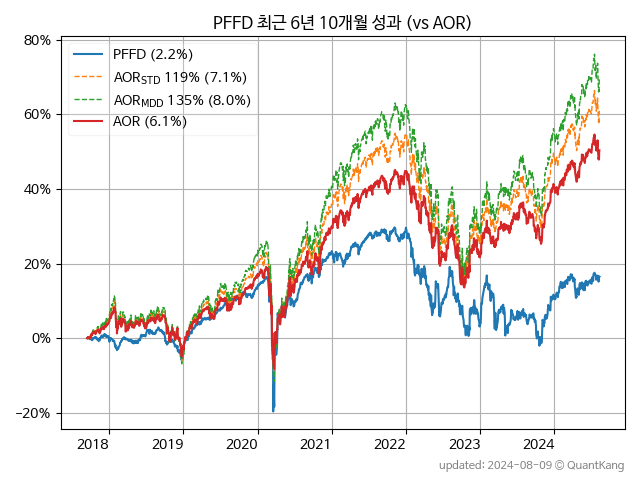 PFFD 최근 6년 10개월 성과 (vs AOR)
PFFD (2.2%)
AOR_STD 119% (7.1%)
AOR_MDD 135% (8.0%)
AOR (6.1%)
80%
60%
40%
20%
0%
−20%
2018 2019 2020 2021 2022 2023 2024
updated: 2024-08-09 © QuantKang